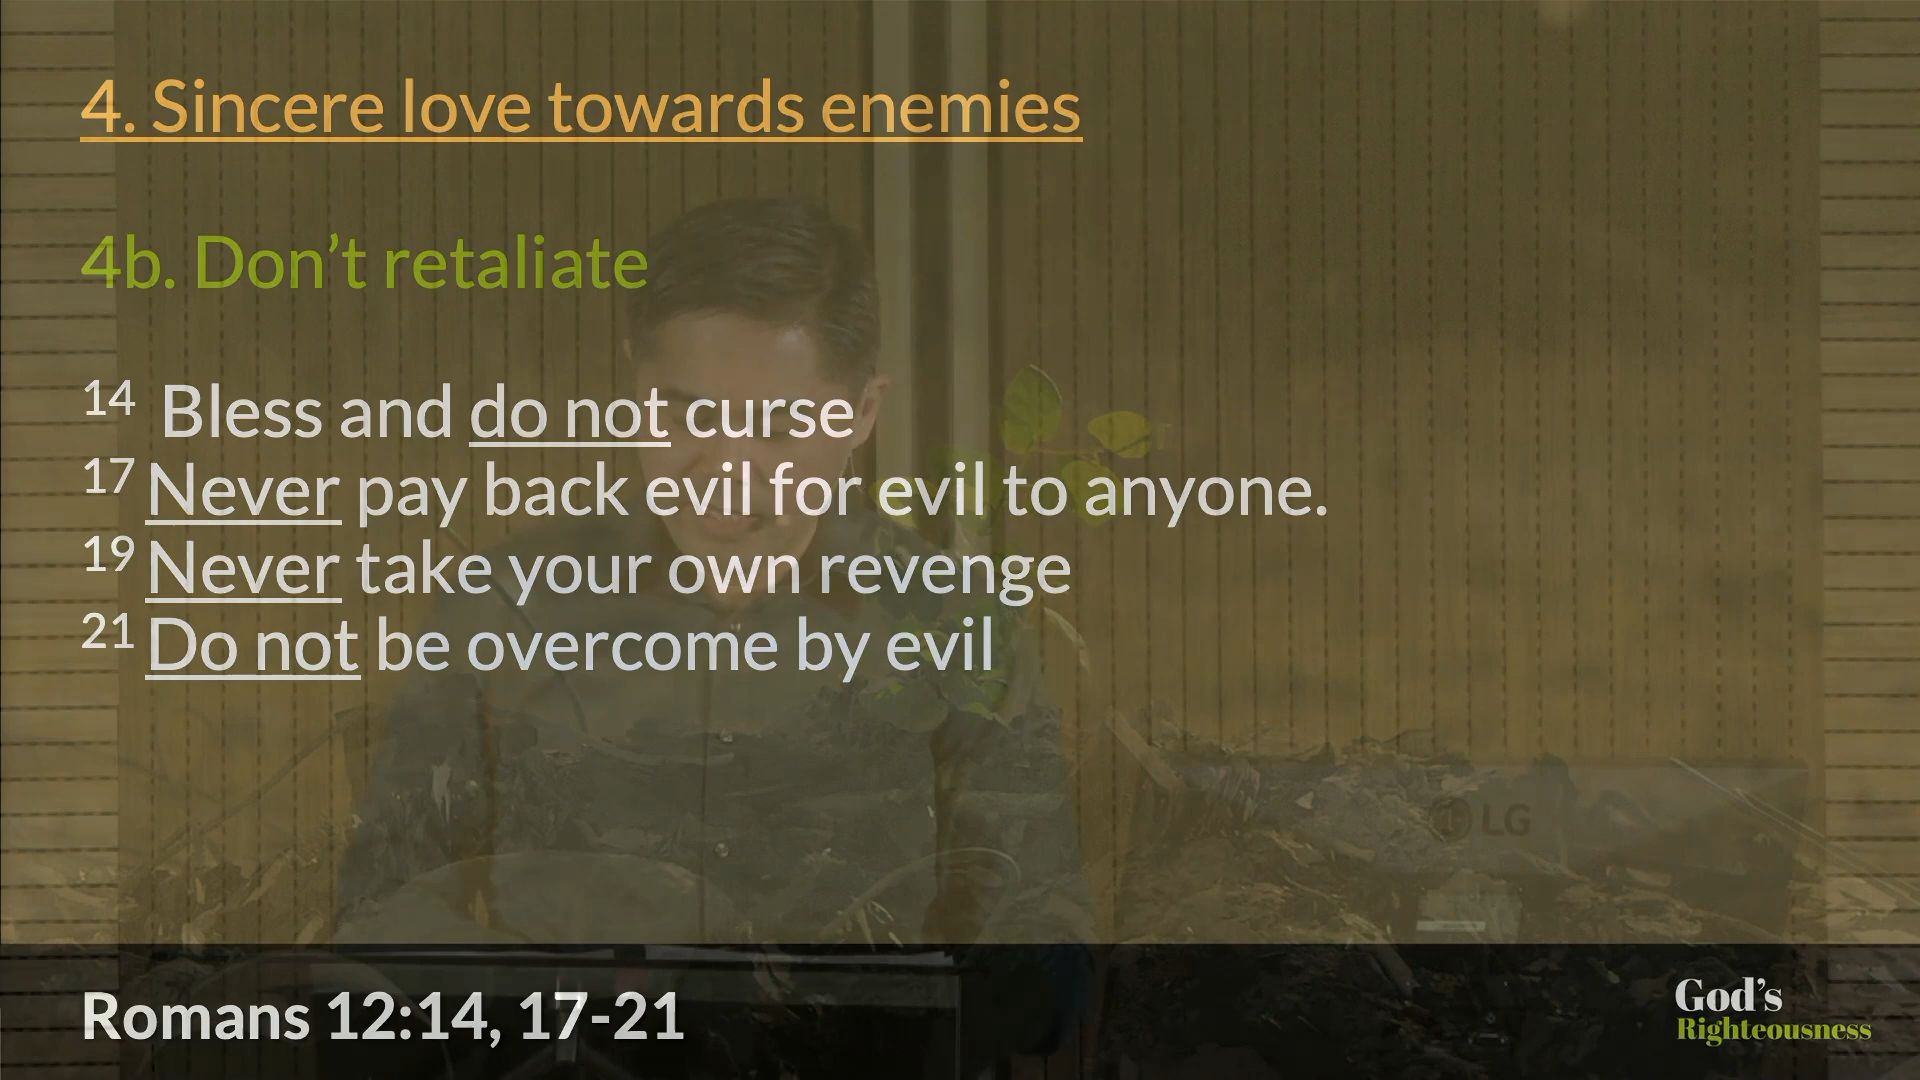 4. Sincere love towards enemies
4b. Don’t retaliate
14 Bless and do not curse
17 Never pay back evil for evil to anyone.
19 Never take your own revenge
21 Do not be overcome by evil
LG
Romans 12:14, 17-21
God’s
Righteousness